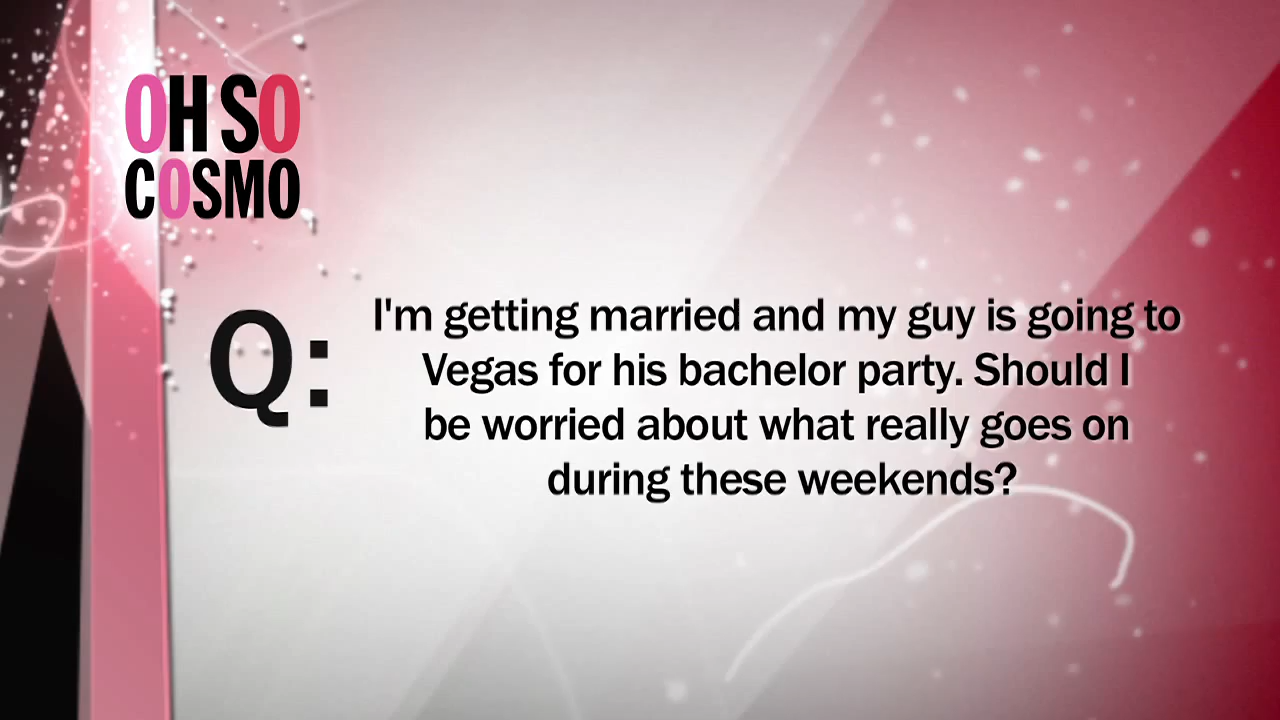 OH SO
COSMO
Q:
I'm getting married and my guy is going to
Vegas for his bachelor party. Should I
be worried about what really goes on
during these weekends?